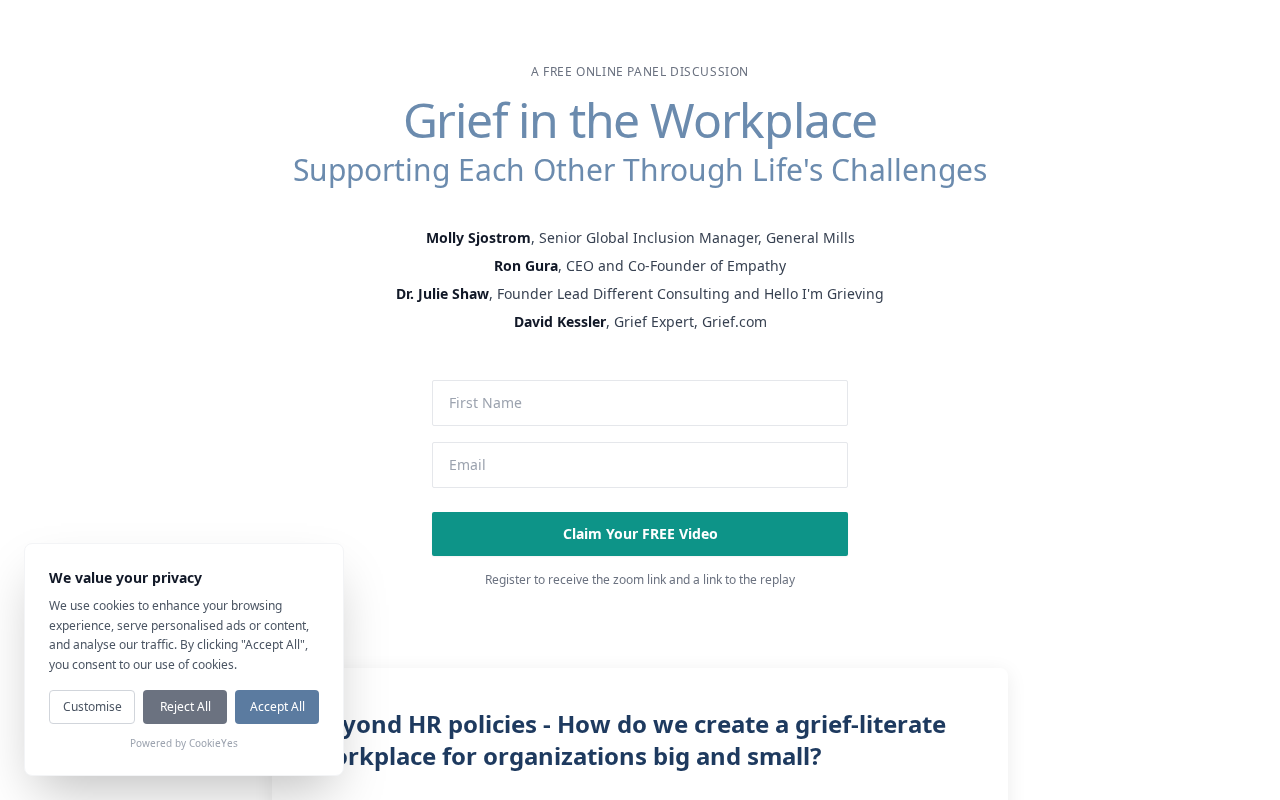 A FREE ONLINE PANEL DISCUSSION
Grief in the Workplace
Supporting Each Other Through Life's Challenges
Molly Sjostrom, Senior Global Inclusion Manager, General Mills
Ron Gura, CEO and Co-Founder of Empathy
Dr. Julie Shaw, Founder Lead Different Consulting and Hello I'm Grieving
David Kessler, Grief Expert, Grief.com
First Name
Email
Claim Your FREE Video
Register to receive the zoom link and a link to the replay
We value your privacy
We use cookies to enhance your browsing
experience, serve personalised ads or content,
and analyse our traffic. By clicking "Accept All",
you consent to our use of cookies.
Customise
Reject All
Accept All
Powered by CookieYes
HR policies - How do we create a grief-literate
for organizations big and small?